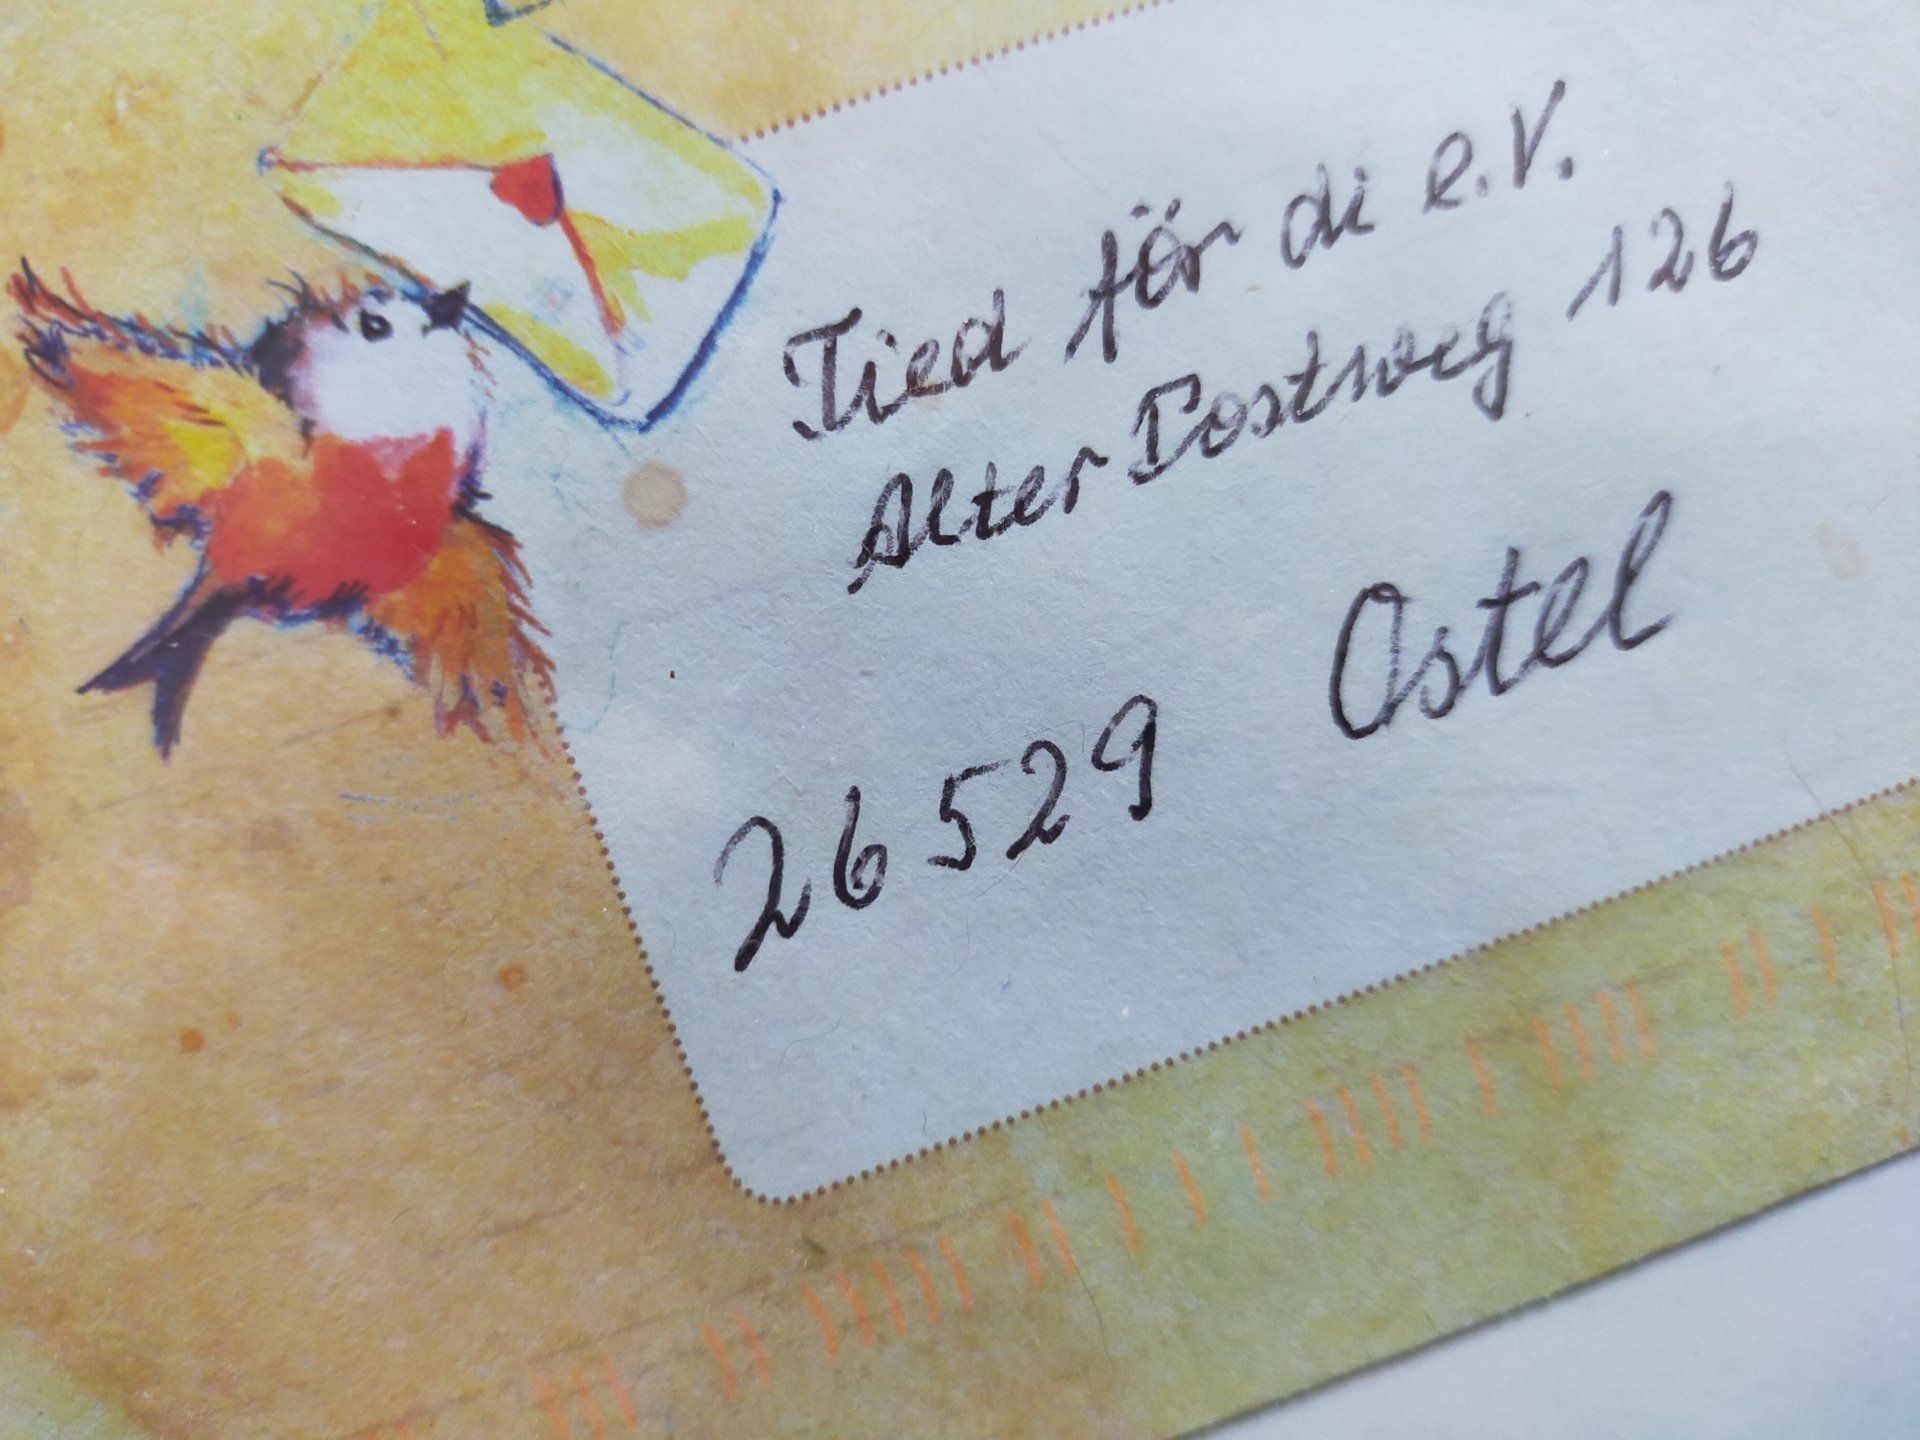 Tied för di e.V.
Alter Postweg 126
26529 Ostel